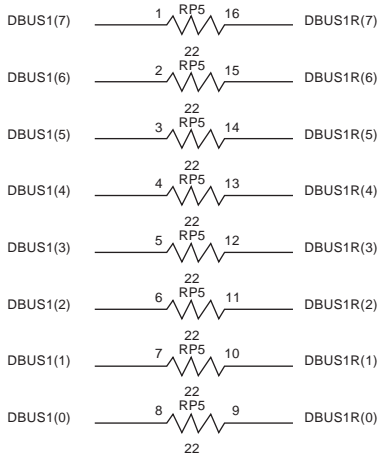 DBUS1(7) 1 RP5 16 DBUS1R(7)
22
DBUS1(6) 2 RP5 15 DBUS1R(6)
22
DBUS1(5) 3 RP5 14 DBUS1R(5)
22
DBUS1(4) 4 RP5 13 DBUS1R(4)
22
DBUS1(3) 5 RP5 12 DBUS1R(3)
22
DBUS1(2) 6 RP5 11 DBUS1R(2)
22
DBUS1(1) 7 RP5 10 DBUS1R(1)
22
DBUS1(0) 8 RP5 9 DBUS1R(0)
22